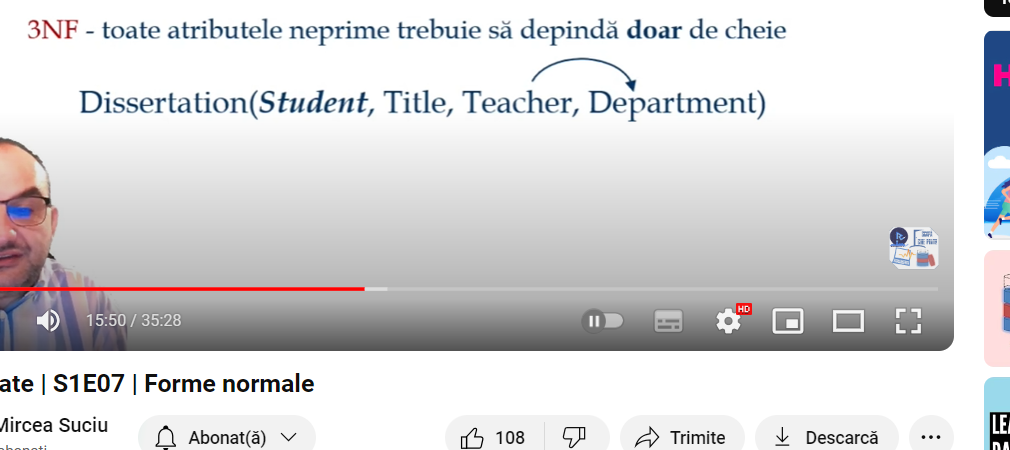 3NF - toate atributele neprime trebuie să depindă doar de cheie
Dissertation(Student, Title, Teacher, Department)
15:50 / 35:28
HD
ate | S1E07 | Forme normale
Mircea Suciu
Abonat(ă)
108
Trimite
Descarcă
H
LEA